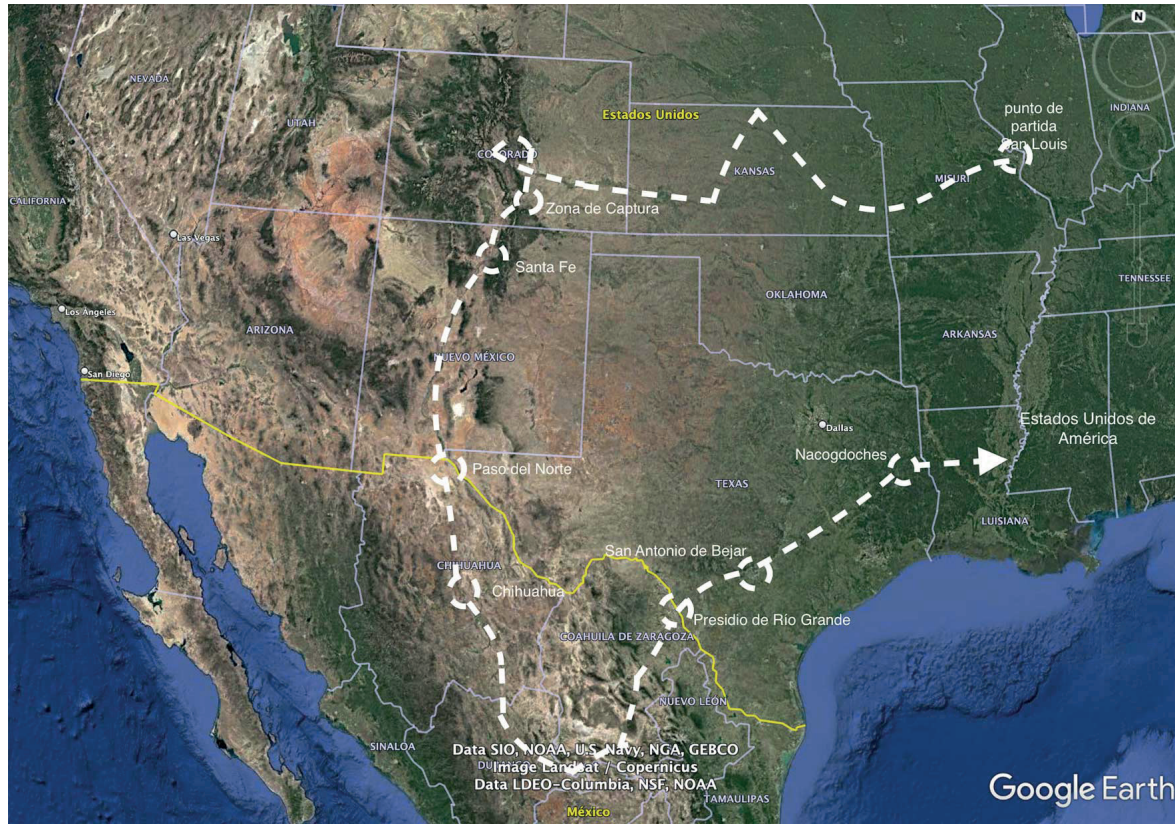 N
NEVADA
UTAH
COLORADO
Estados Unidos
KANSAS
MISURI
punto de
partida
San Louis
INDIANA
CALIFORNIA
Las Vegas
Zona de Captura
Santa Fe
Los Angeles
ARIZONA
NUEVO MÉXICO
OKLAHOMA
TENNESSEE
ARKANSAS
San Diego
Paso del Norte
Dallas
Nacogdoches
Estados Unidos de
América
TEXAS
LUISIANA
CHIHUAHUA
Chihuahua
San Antonio de Bejar
Presidio de Río Grande
COAHUILA DE ZARAGOZA
NUEVO LEÓN
SINALOA
DURANGO
TAMAULIPAS
Data SIO, NOAA, U.S. Navy, NGA, GEBCO
Image Landsat / Copernicus
Data LDEO-Columbia, NSF, NOAA
México
Google Earth